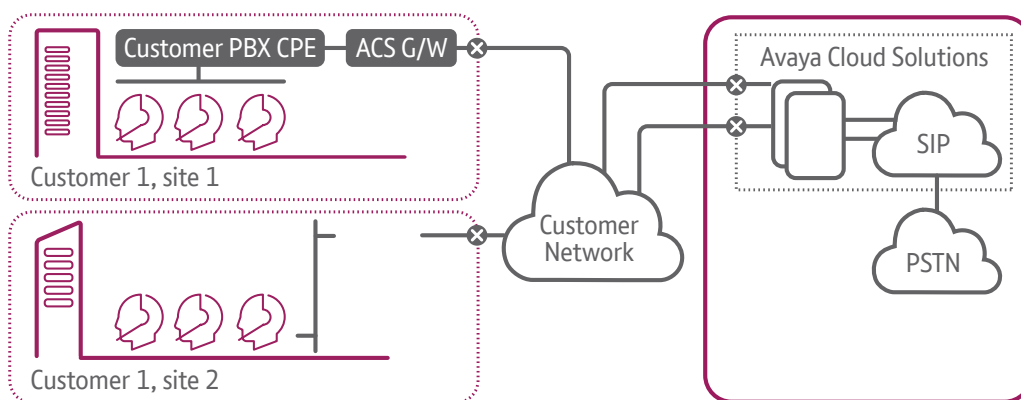 Customer PBX CPE
ACS G/W
Customer 1, site 1
Customer 1, site 2
Customer
Network
Avaya Cloud Solutions
SIP
PSTN